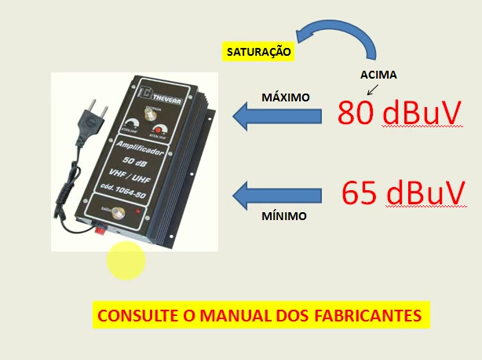 SATURAÇÃO
ACIMA
MÁXIMO
80 dBuV
THEVEAR
Amplificador
50 dB
VHF / UHF
cód. 1064-50
65 dBuV
MÍNIMO
CONSULTE O MANUAL DOS FABRICANTES